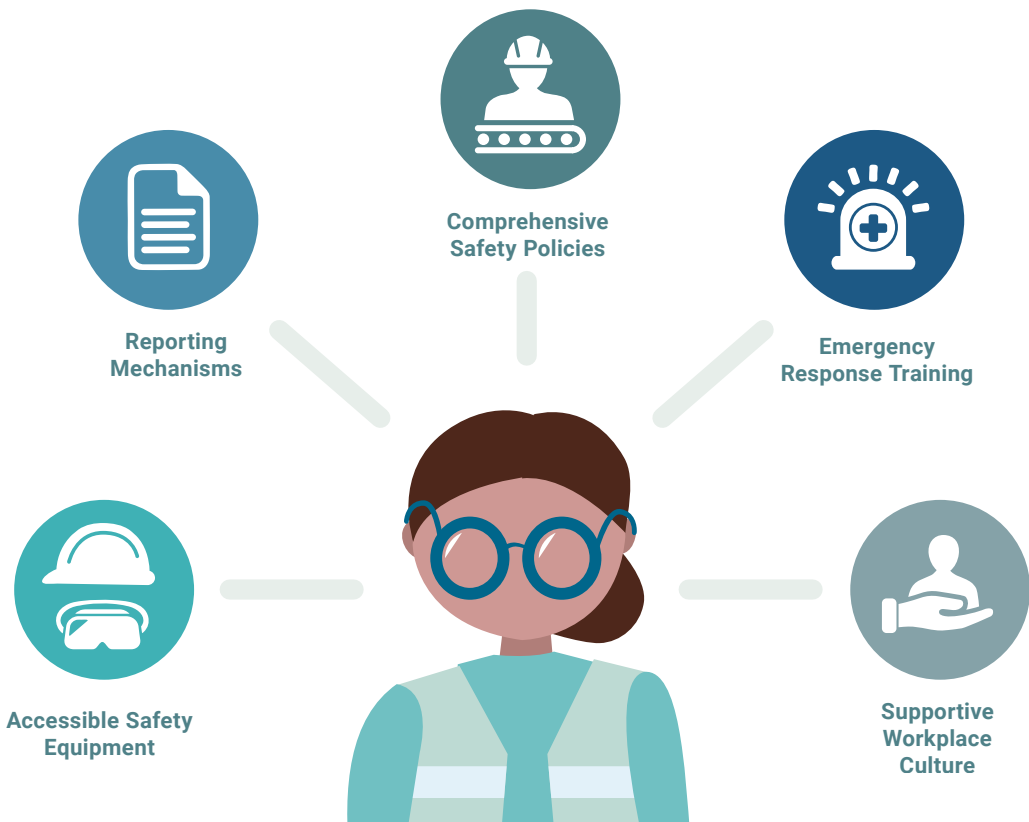 Comprehensive
Safety Policies
Reporting
Mechanisms
Emergency
Response Training
Accessible Safety
Equipment
Supportive
Workplace
Culture